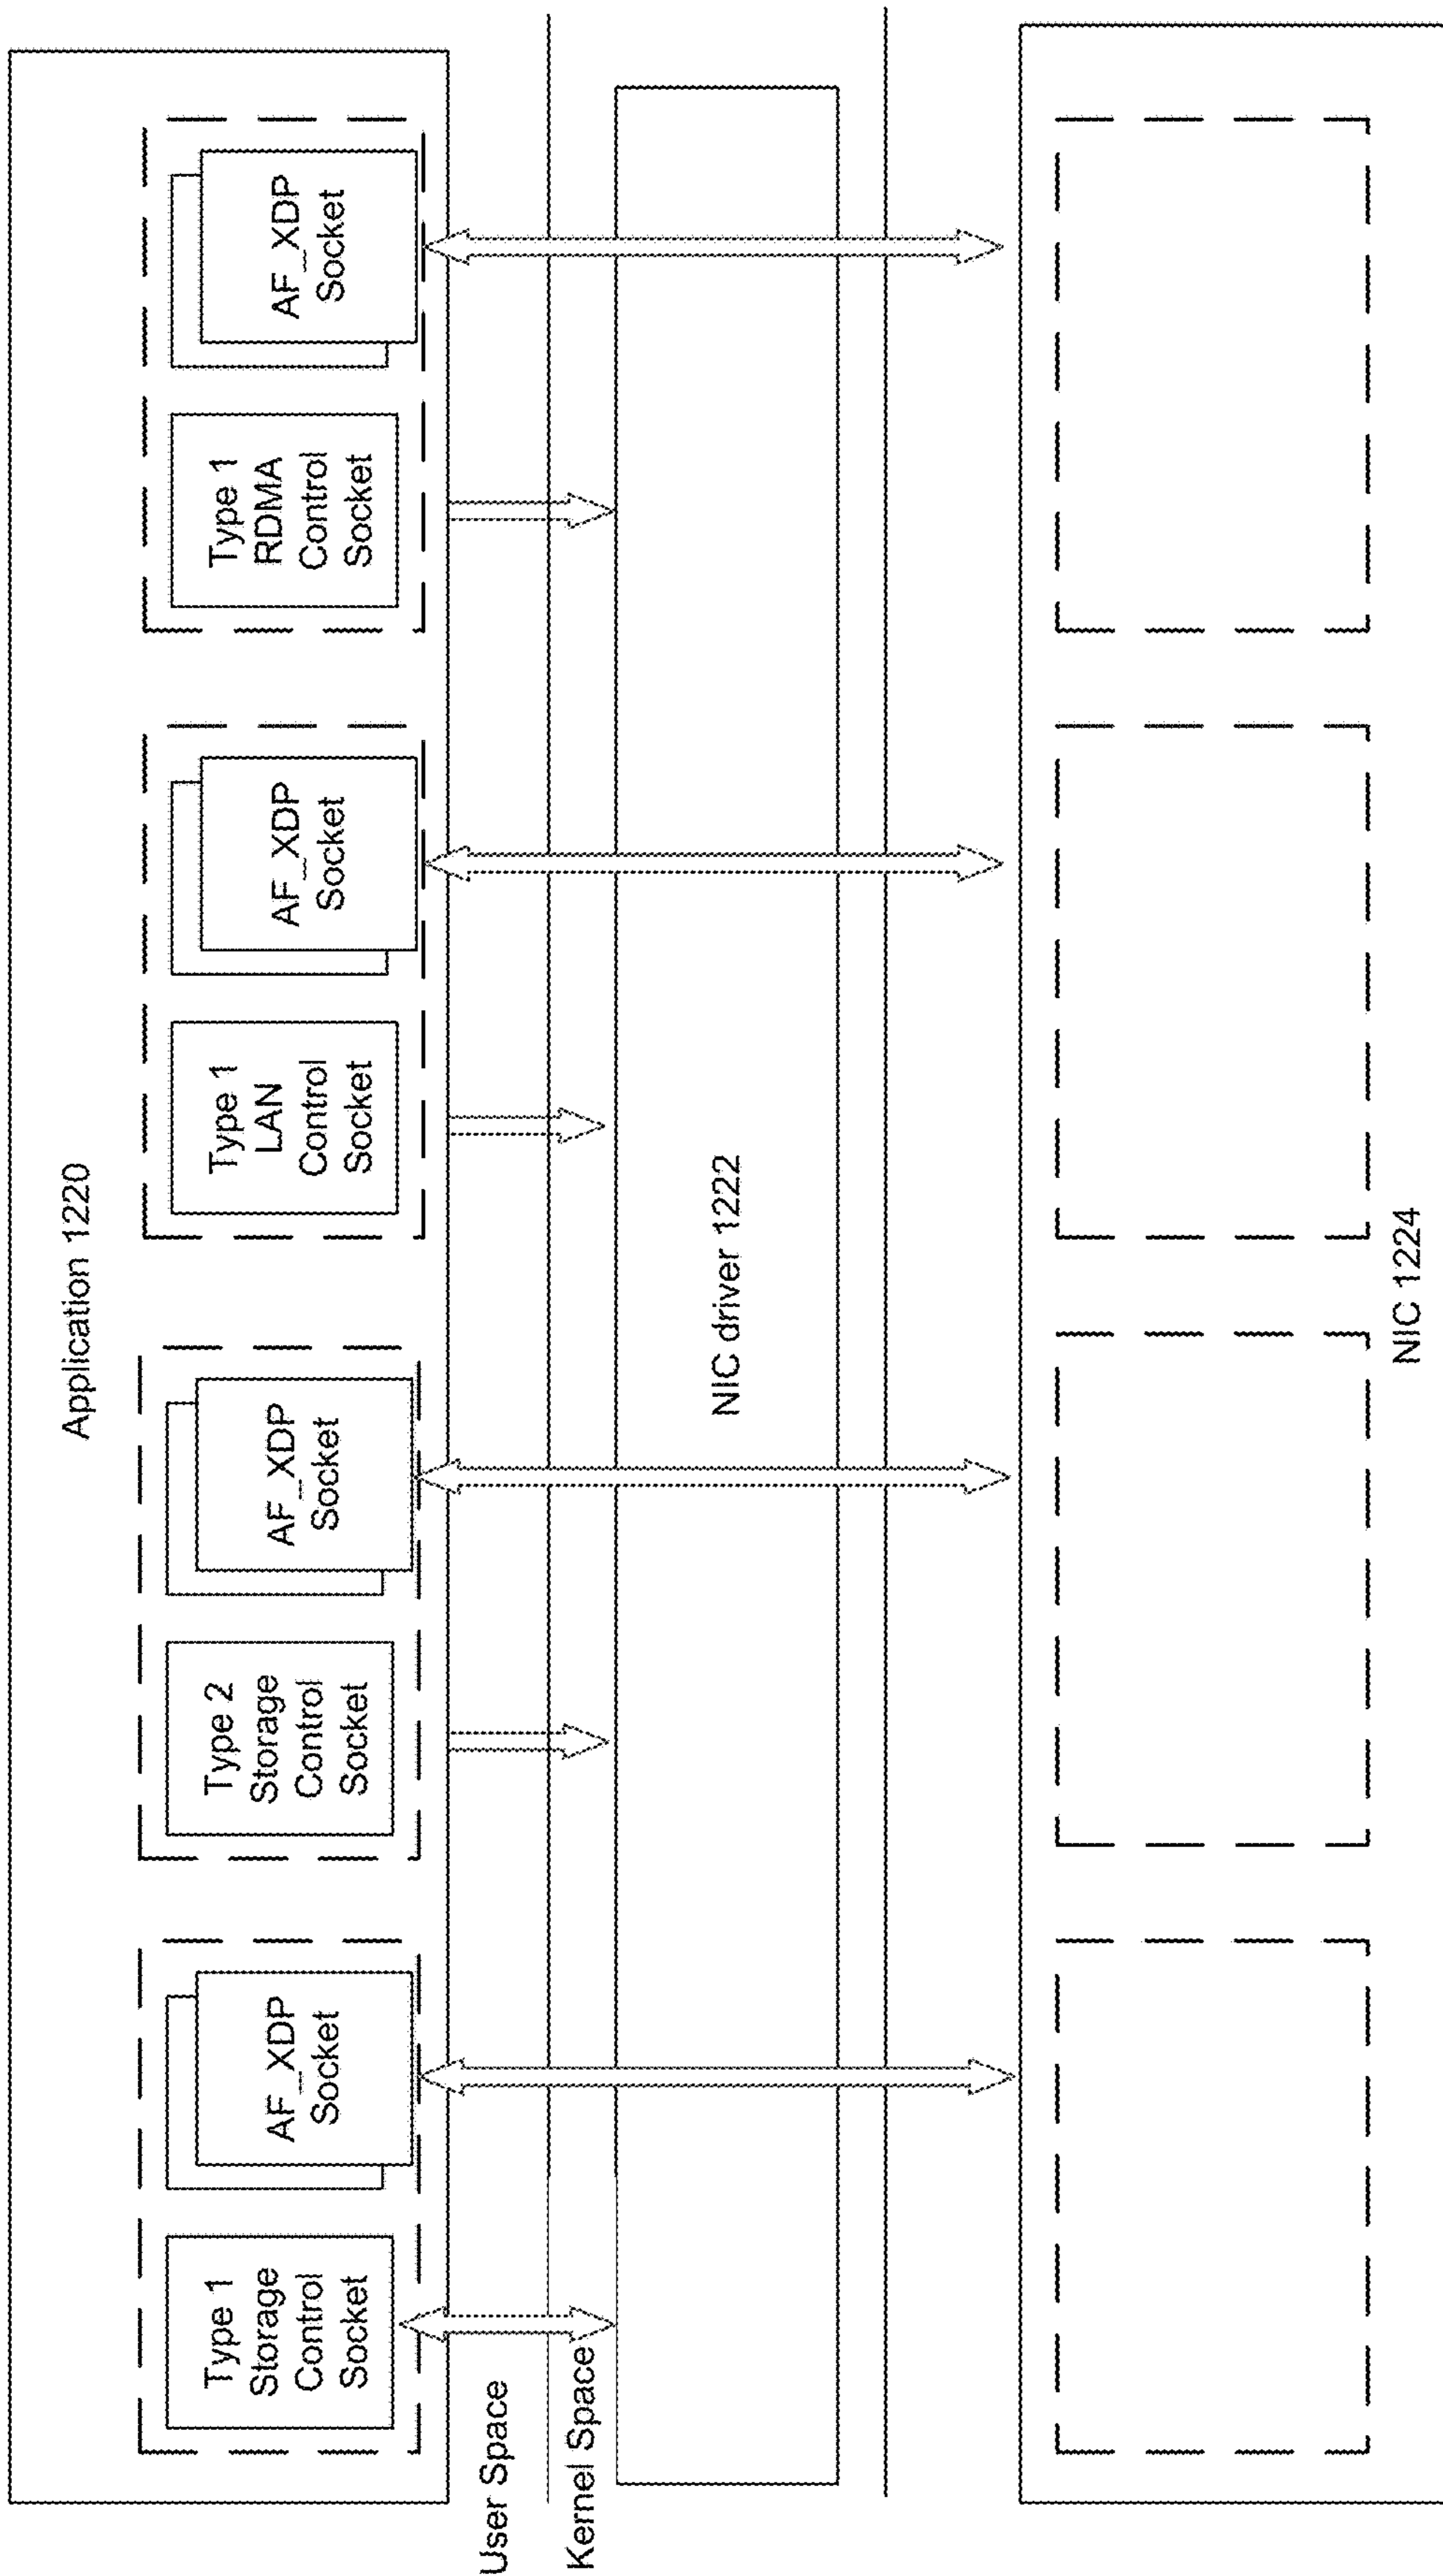 Application 1220
Type 1
Storage
Control
Socket
AF_XDP
Socket
Type 2
Storage
Control
Socket
AF_XDP
Socket
Type 1
LAN
Control
Socket
AF_XDP
Socket
Type 1
RDMA
Control
Socket
AF_XDP
Socket
User Space
Kernel Space
NIC driver 1222
NIC 1224